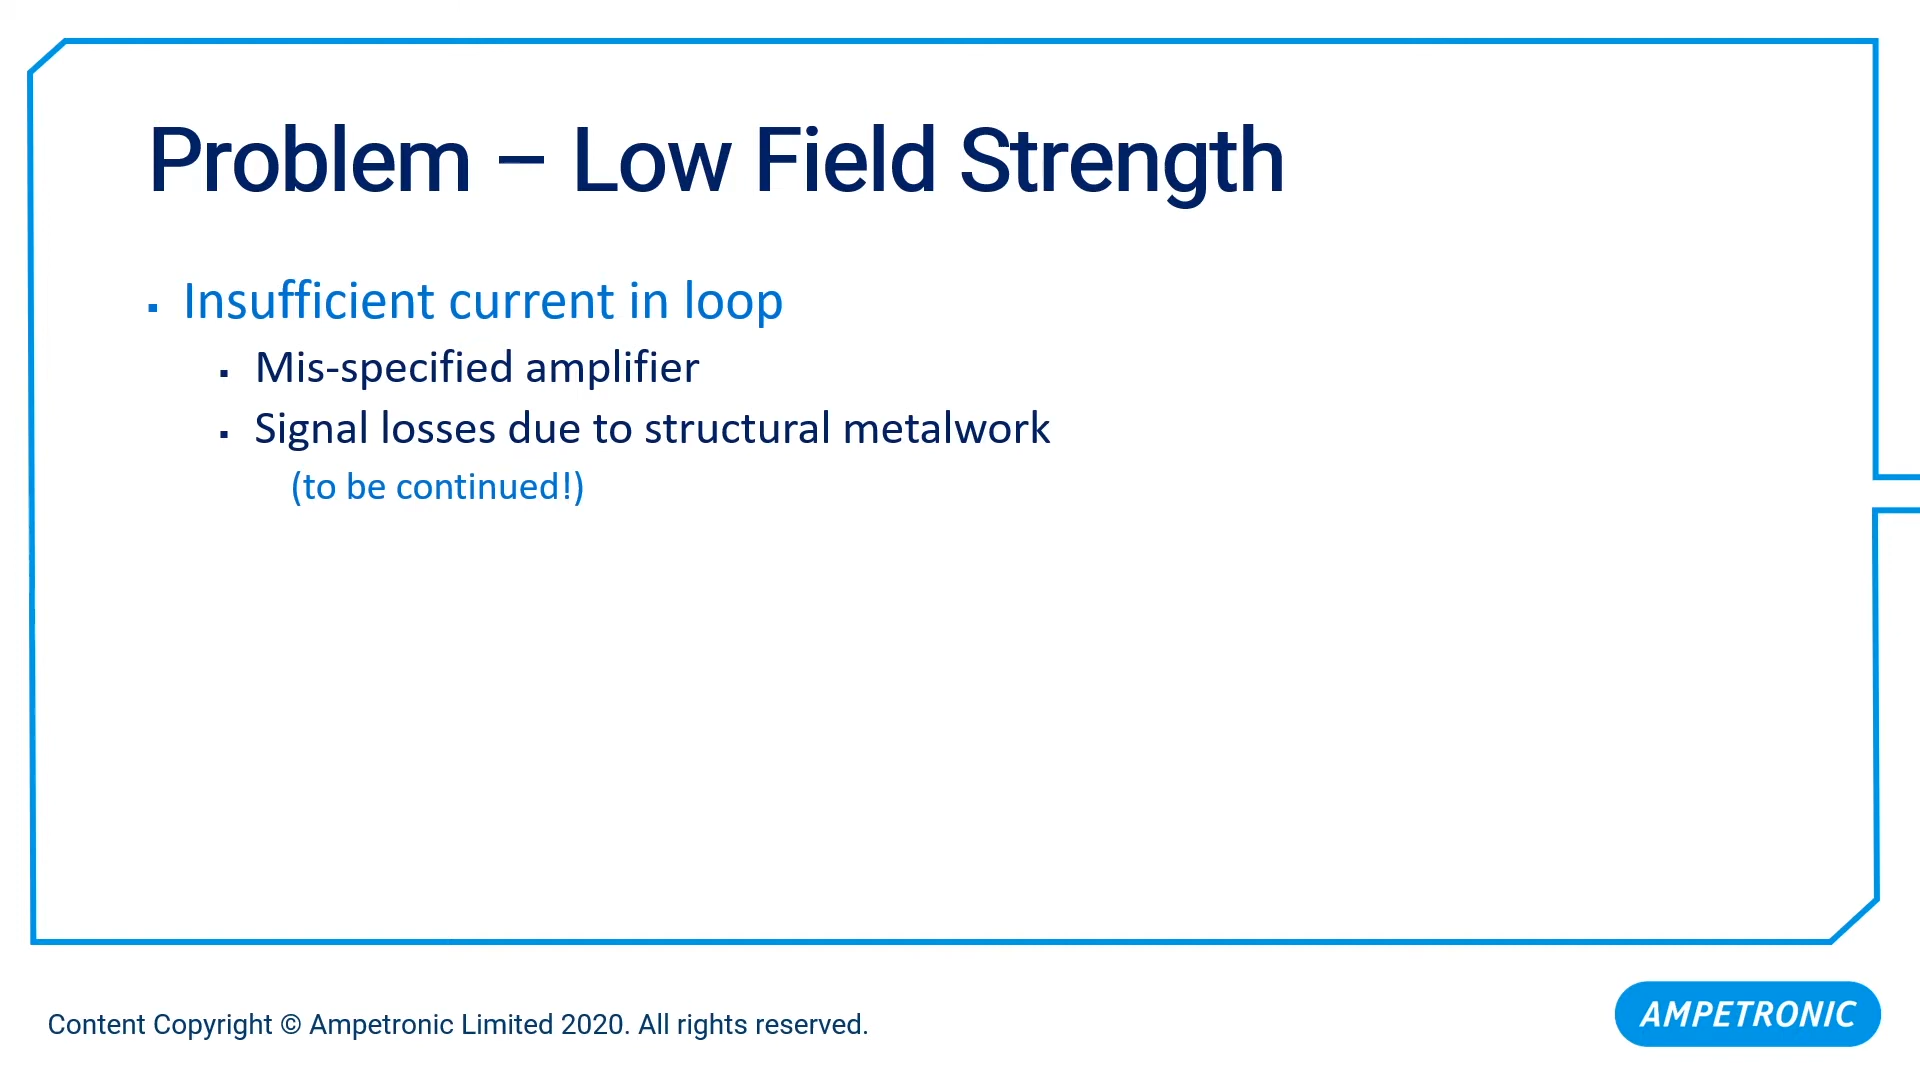 Problem – Low Field Strength
▪ Insufficient current in loop
▪ Mis-specified amplifier
▪ Signal losses due to structural metalwork
(to be continued!)
Content Copyright © Ampetronic Limited 2020. All rights reserved.
AMPETRONIC